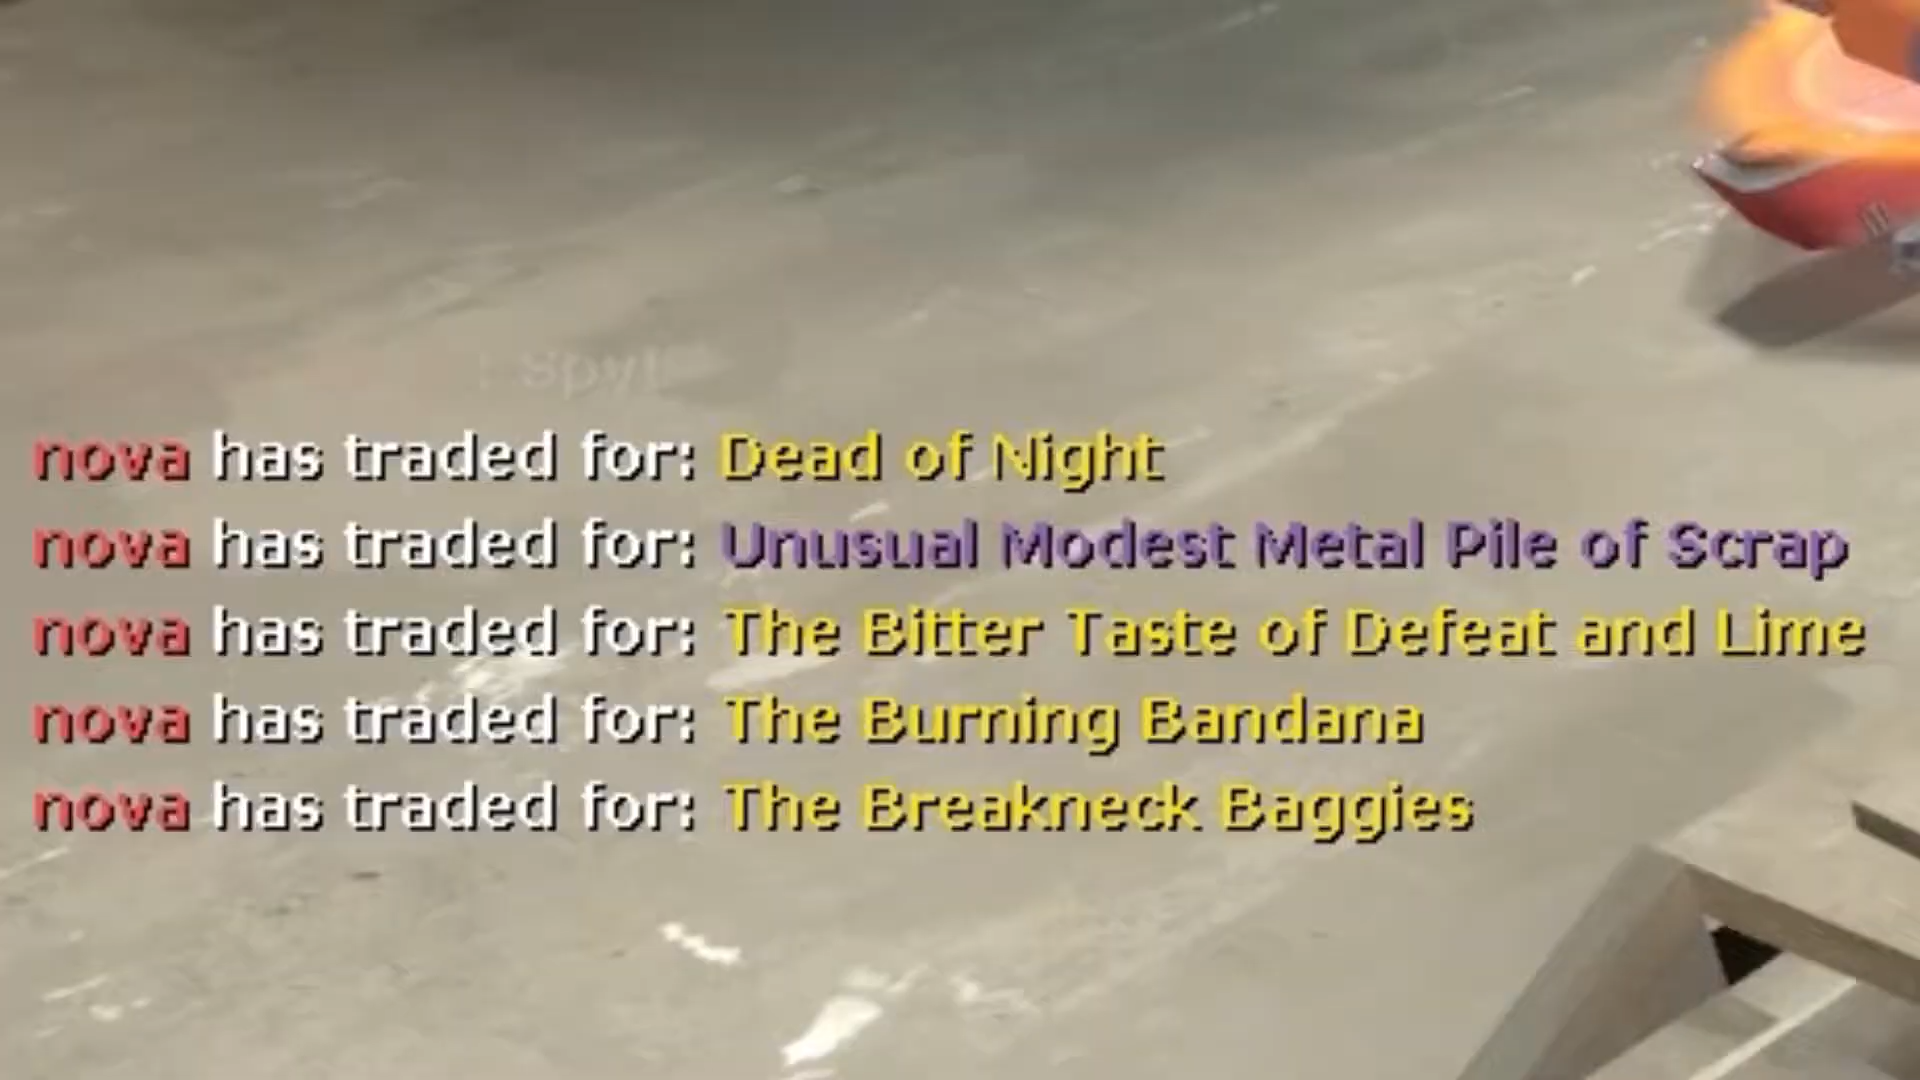 nova has traded for: Dead of Night
nova has traded for: Unusual Modest Metal Pile of Scrap
nova has traded for: The Bitter Taste of Defeat and Lime
nova has traded for: The Burning Bandana
nova has traded for: The Breakneck Baggies